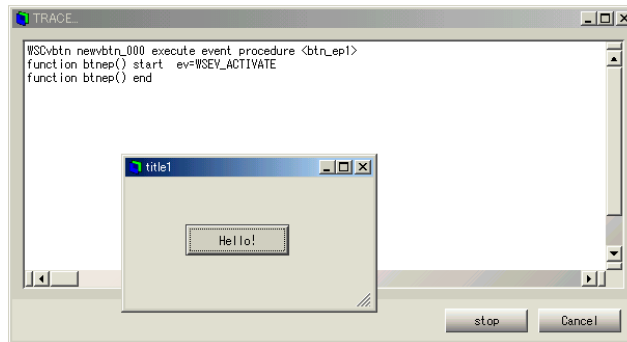 TRACE..
WSCvbtn newvbtn_000 execute event procedure <btn_ep1>
function btnep() start  ev=WSEV_ACTIVATE
function btnep() end
title1
Hello!
stop
Cancel